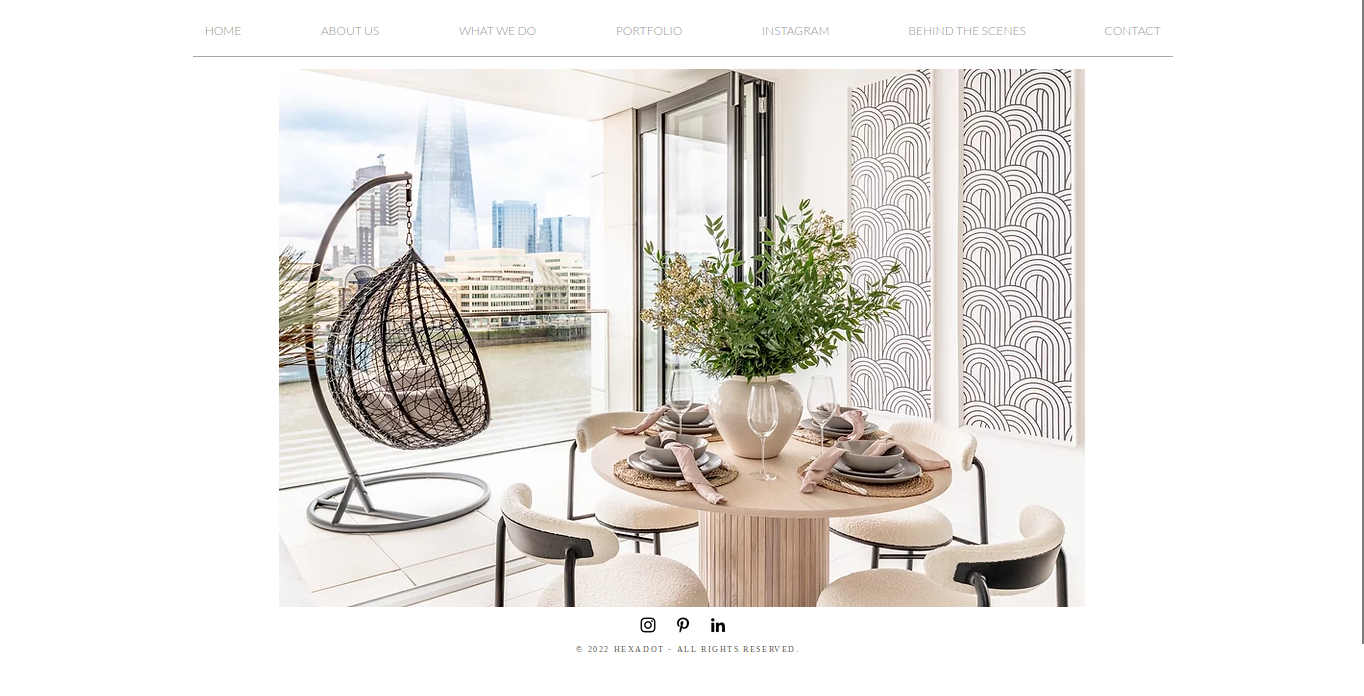 HOME ABOUT US WHAT WE DO PORTFOLIO INSTAGRAM BEHIND THE SCENES CONTACT
© 2022 HEXADOT - ALL RIGHTS RESERVED.